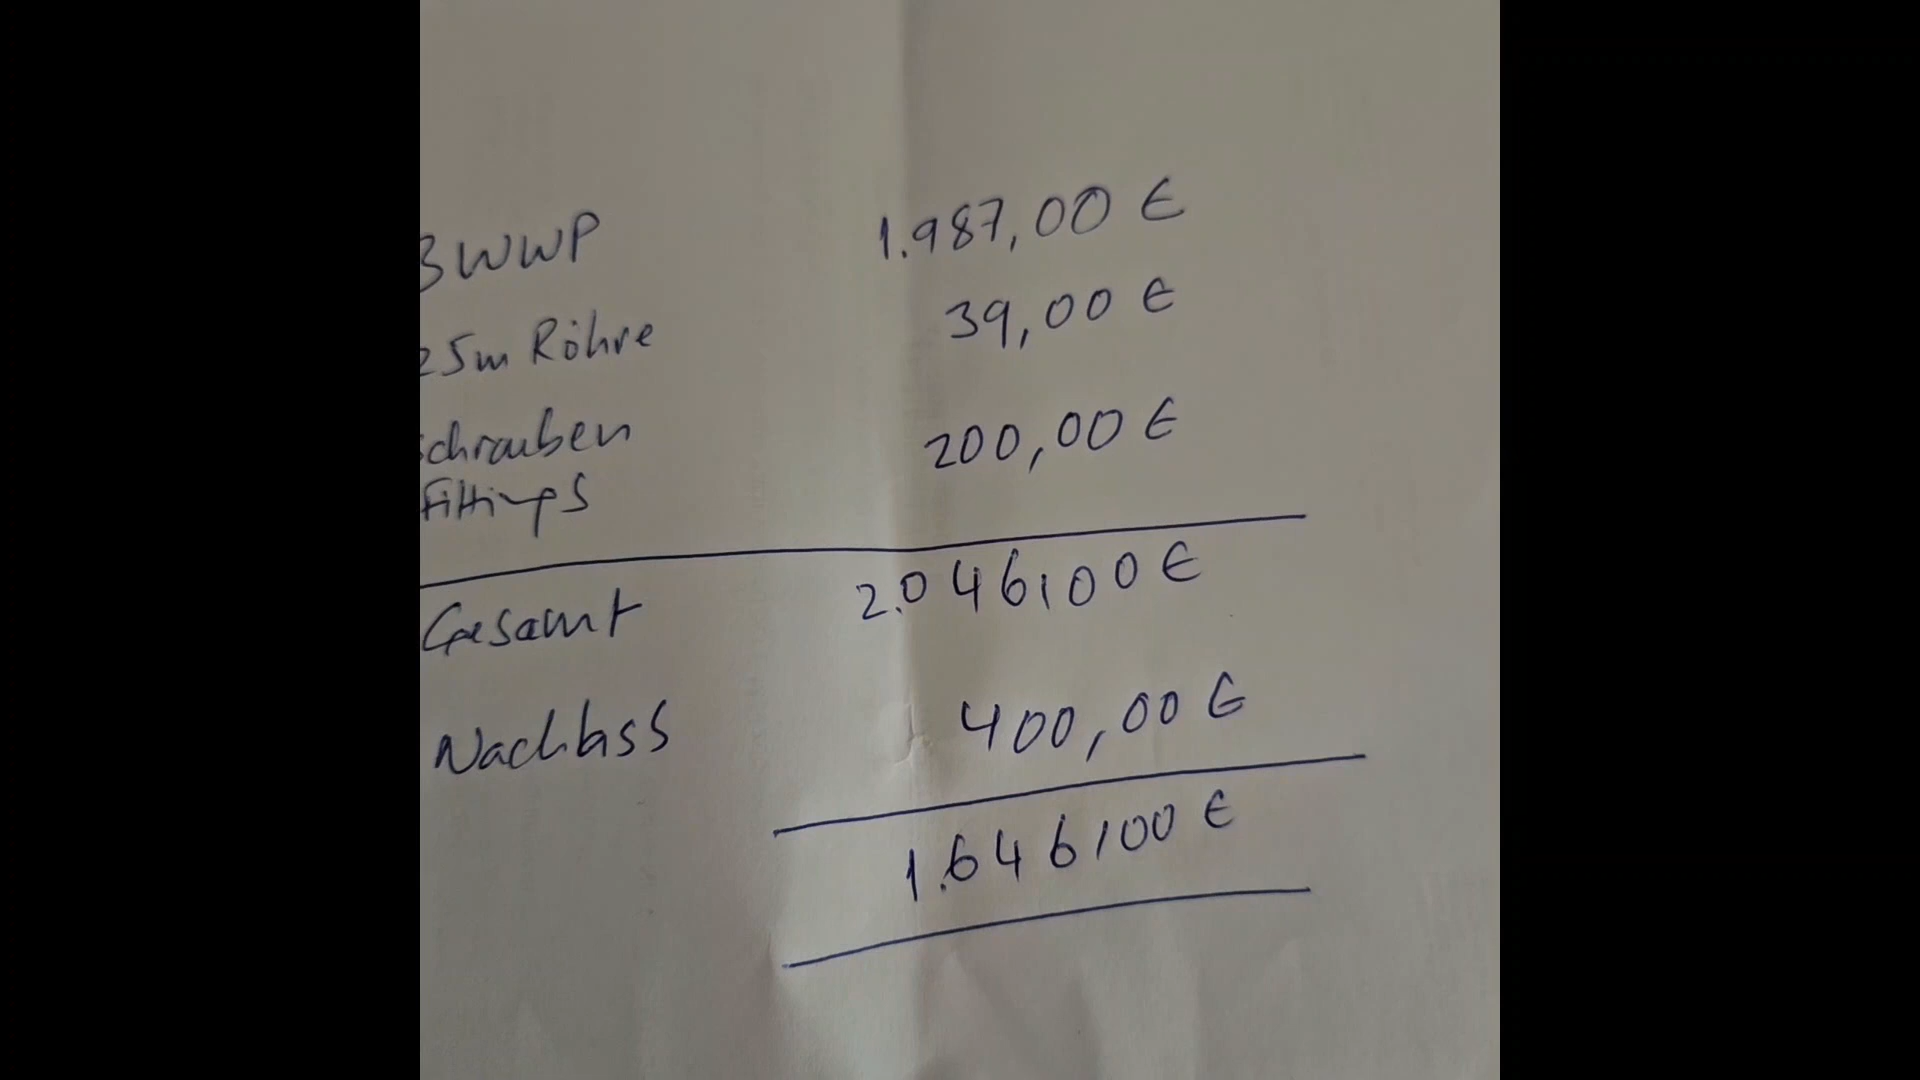 BWWP 1.987,00 €
25m Röhre 39,00 €
Schrauben 200,00 €
Fittings
Gesamt 2.046,00 €
Nachlass 400,00 €
1.646,00 €